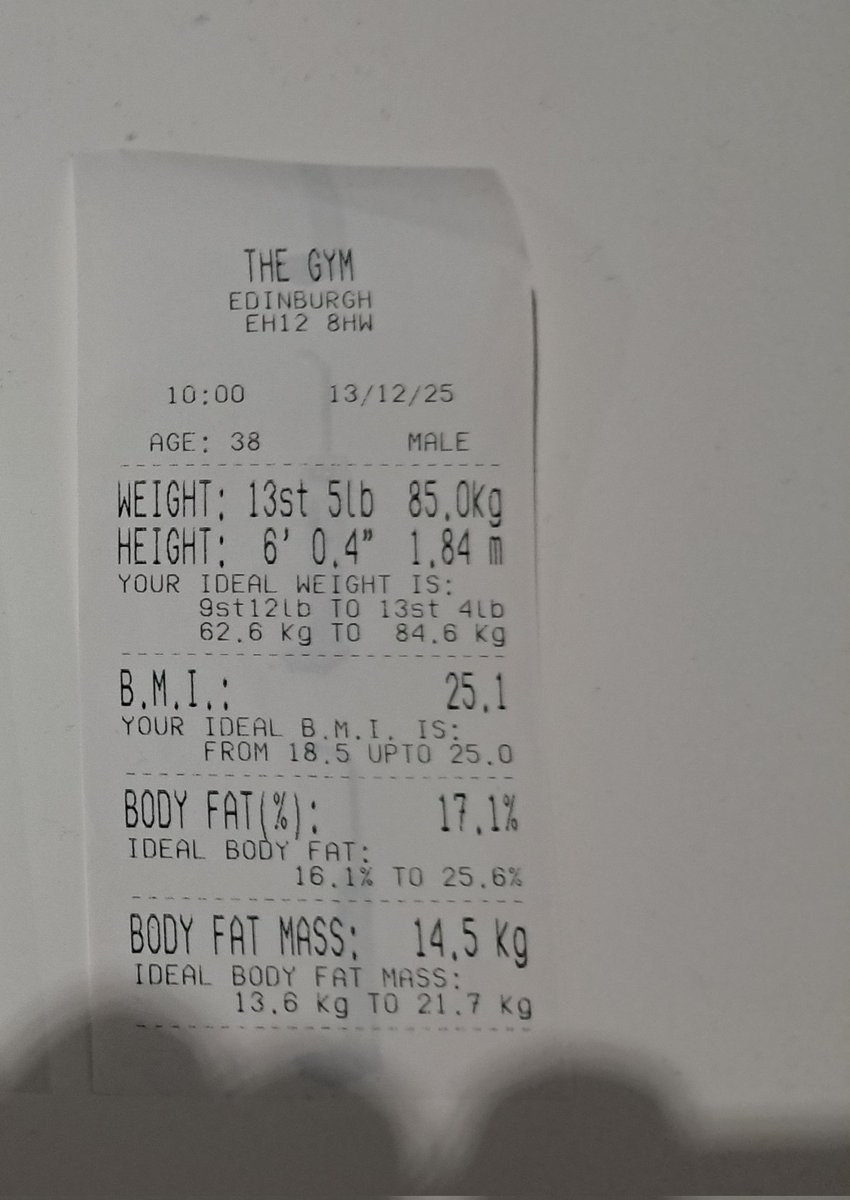 THE GYM
EDINBURGH
EH12 8HW
10:00 13/12/25
AGE: 38 MALE
WEIGHT: 13st 5lb 85.0kg
HEIGHT: 6' 0.4" 1.84 m
YOUR IDEAL WEIGHT IS:
9st12lb TO 13st 4lb
62.6 kg TO 84.6 kg
B.M.I.: 25.1
YOUR IDEAL B.M.I. IS:
FROM 18.5 UPTO 25.0
BODY FAT(%): 17.1%
IDEAL BODY FAT:
16.1% TO 25.6%
BODY FAT MASS: 14.5 kg
IDEAL BODY FAT MASS:
13.6 kg TO 21.7 kg